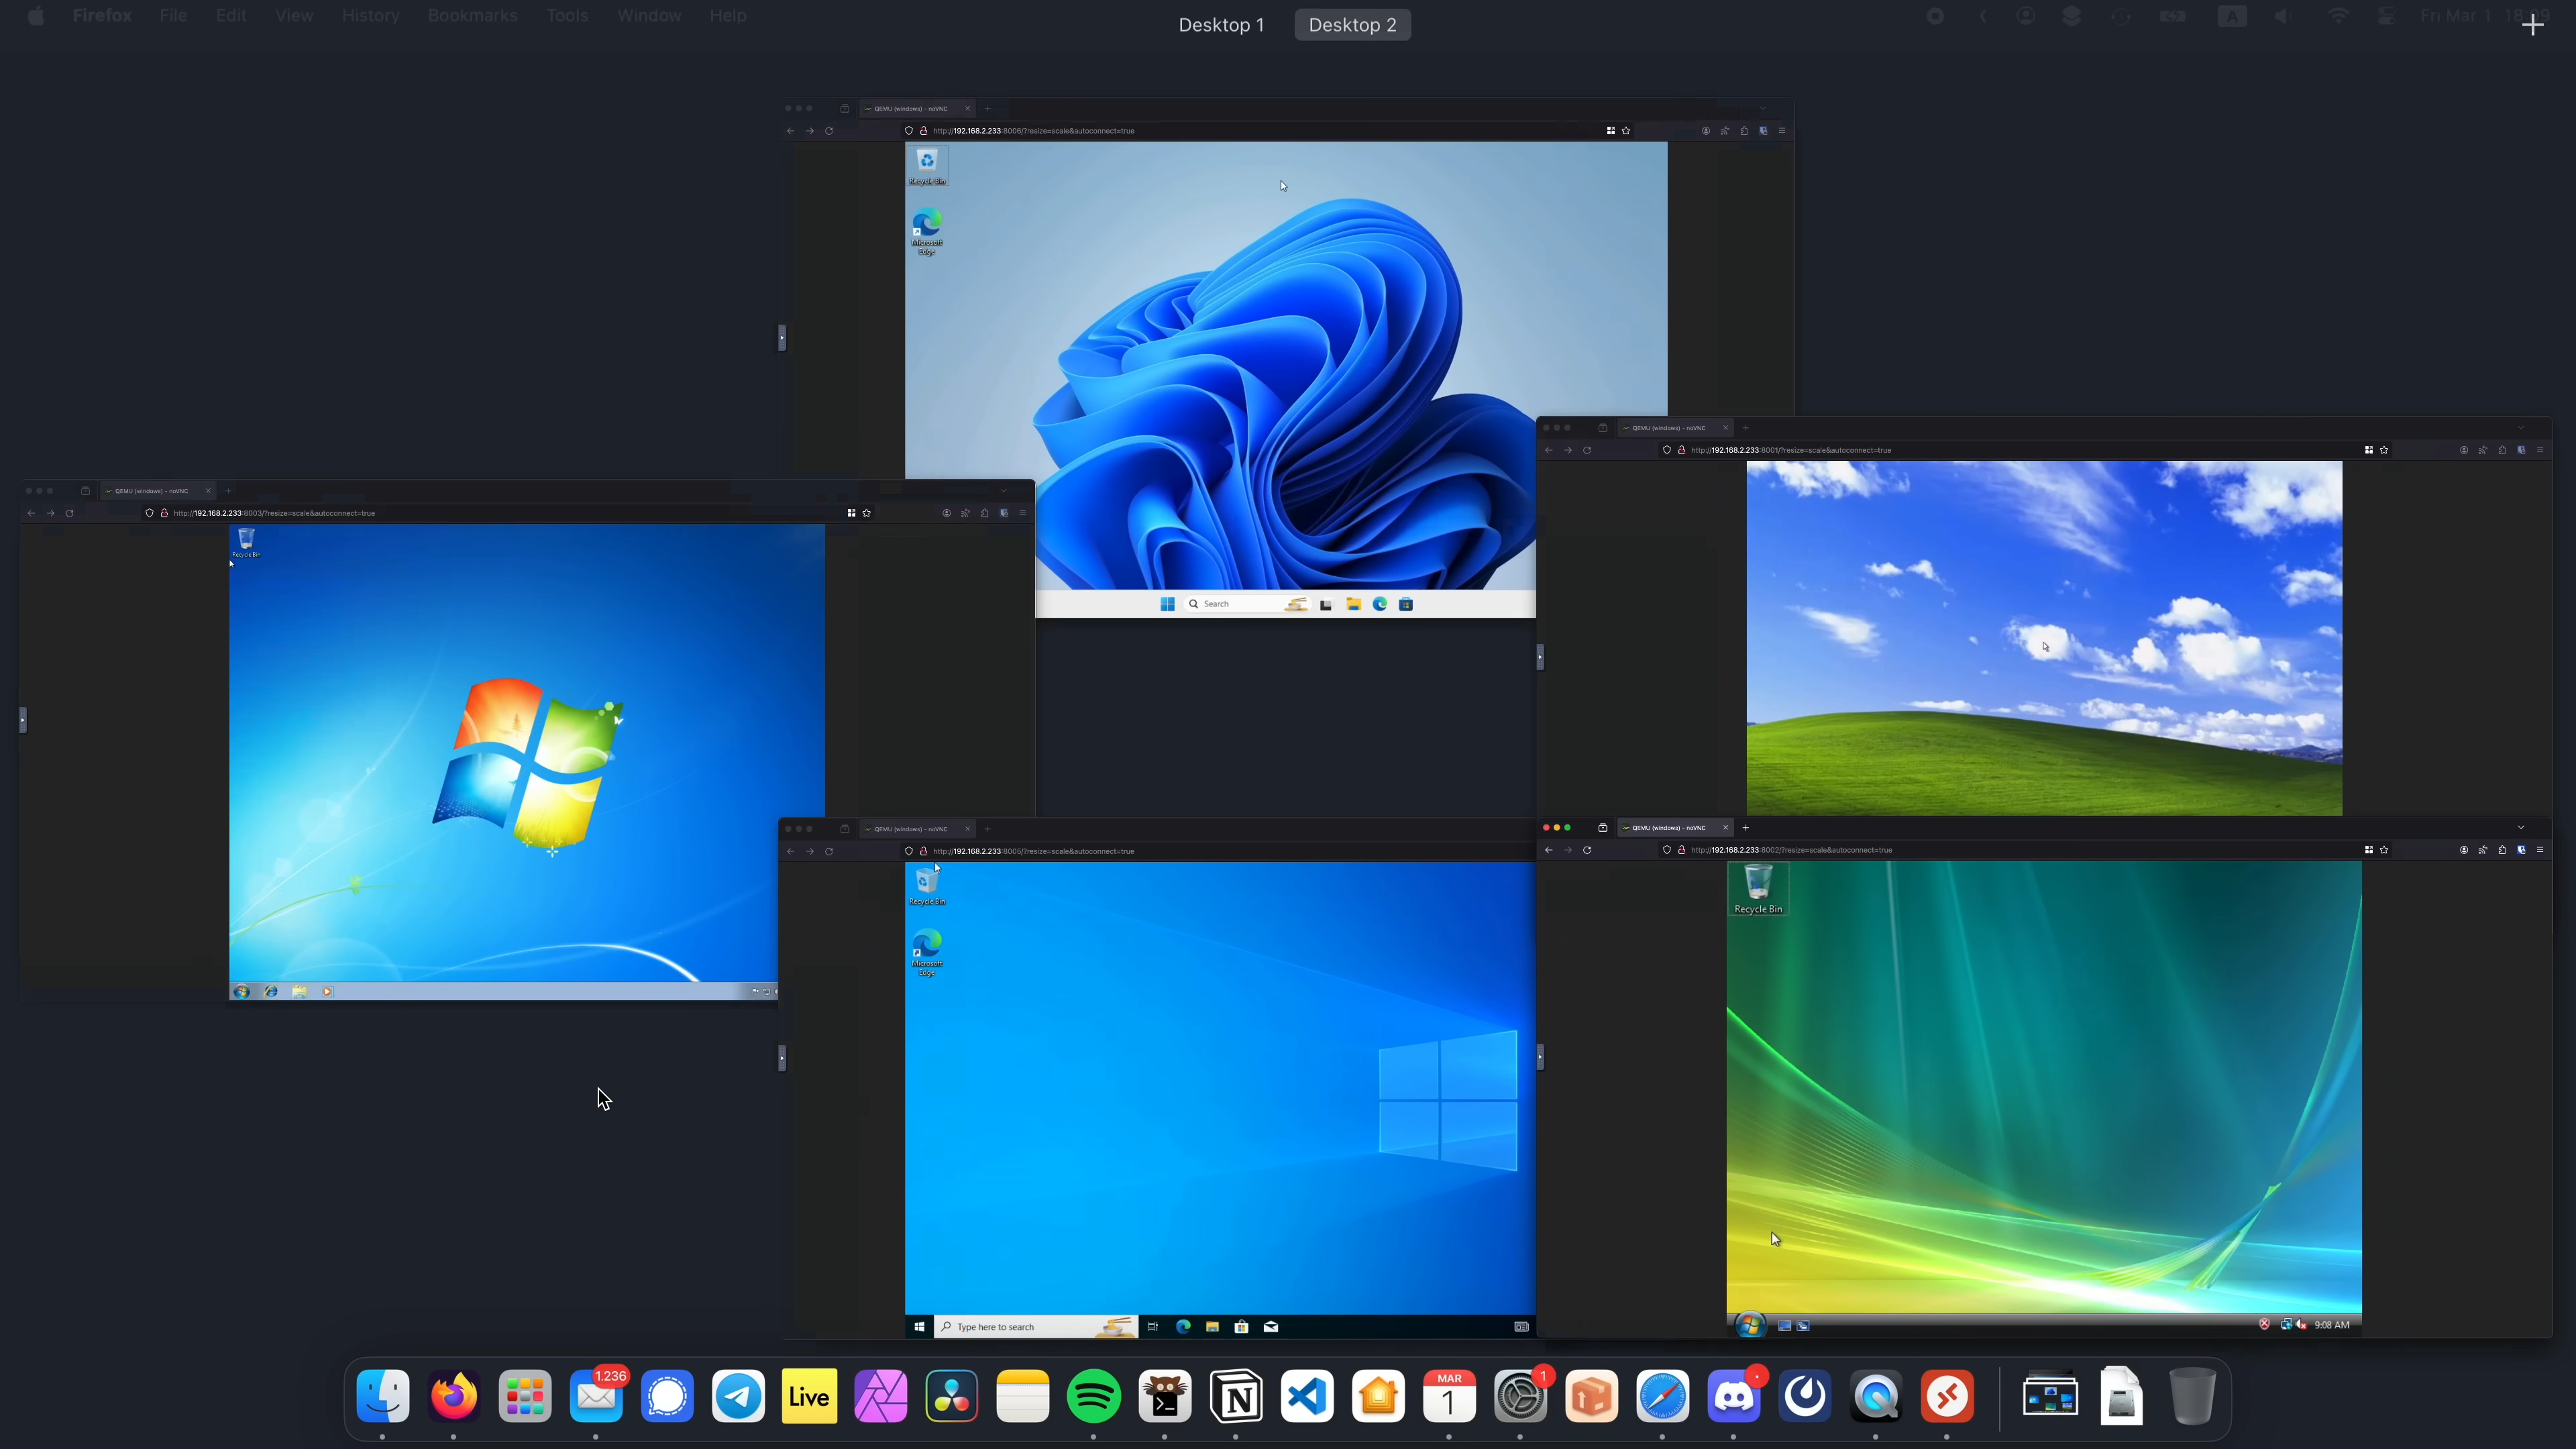 Firefox File Edit View History Bookmarks Tools Window Help
Desktop 1 Desktop 2
A
Fri Mar 1
QEMU (windows) - noVNC
http://192.168.2.233:8006/?resize=scale&autoconnect=true
Recycle Bin
Microsoft
Edge
Search
QEMU (windows) - noVNC
http://192.168.2.233:8001/?resize=scale&autoconnect=true
QEMU (windows) - noVNC
http://192.168.2.233:8003/?resize=scale&autoconnect=true
Recycle Bin
QEMU (windows) - noVNC
http://192.168.2.233:8005/?resize=scale&autoconnect=true
Recycle Bin
Microsoft
Edge
Type here to search
QEMU (windows) - noVNC
http://192.168.2.233:8002/?resize=scale&autoconnect=true
Recycle Bin
9:08 AM
1.236
Live
N
MAR
1
1